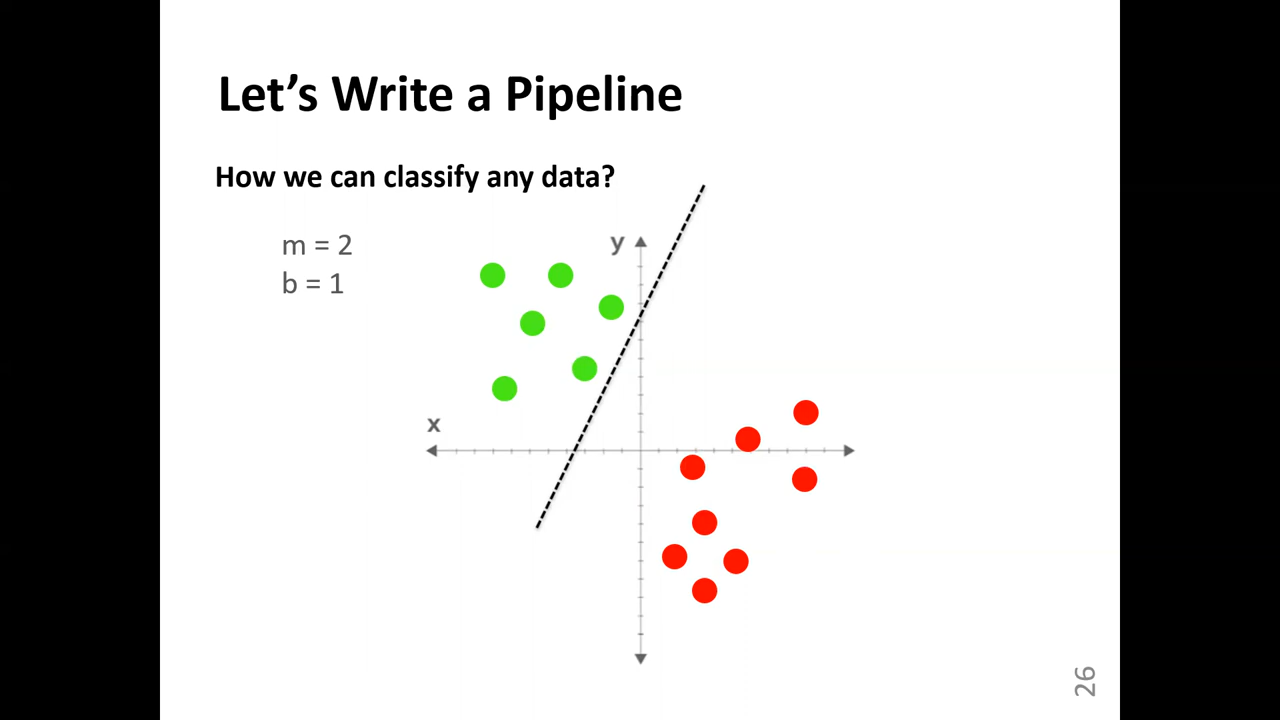 Let's Write a Pipeline
How we can classify any data?
m = 2
b = 1
y
x
26